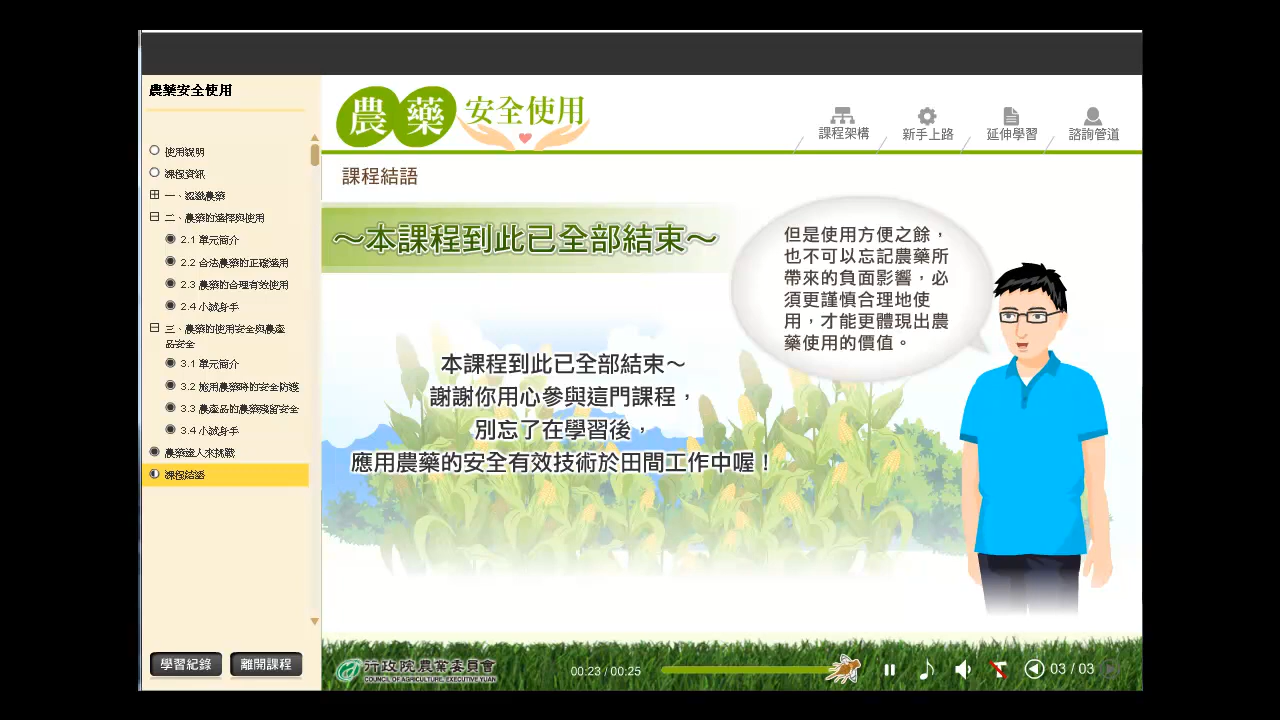 農藥安全使用
使用說明
課程資訊
一、認識農藥
二、農藥的選擇與使用
2.1 單元簡介
2.2 合法農藥的正確選用
2.3 農藥的合理有效使用
2.4 小試身手
三、農藥的使用安全與農產
品安全
3.1 單元簡介
3.2 施用農藥時的安全防護
3.3 農產品的農藥殘留安全
3.4 小試身手
農藥達人來挑戰
課程結語
學習紀錄
離開課程
農藥 安全使用
課程架構
新手上路
延伸學習
諮詢管道
課程結語
～本課程到此已全部結束～
但是使用方便之餘，
也不可以忘記農藥所
帶來的負面影響，必
須更謹慎合理地使
用，才能更體現出農
藥使用的價值。
本課程到此已全部結束～
謝謝你用心參與這門課程，
別忘了在學習後，
應用農藥的安全有效技術於田間工作中喔！
行政院農業委員會
COUNCIL OF AGRICULTURE, EXECUTIVE YUAN
00:23 / 00:25
03 / 03